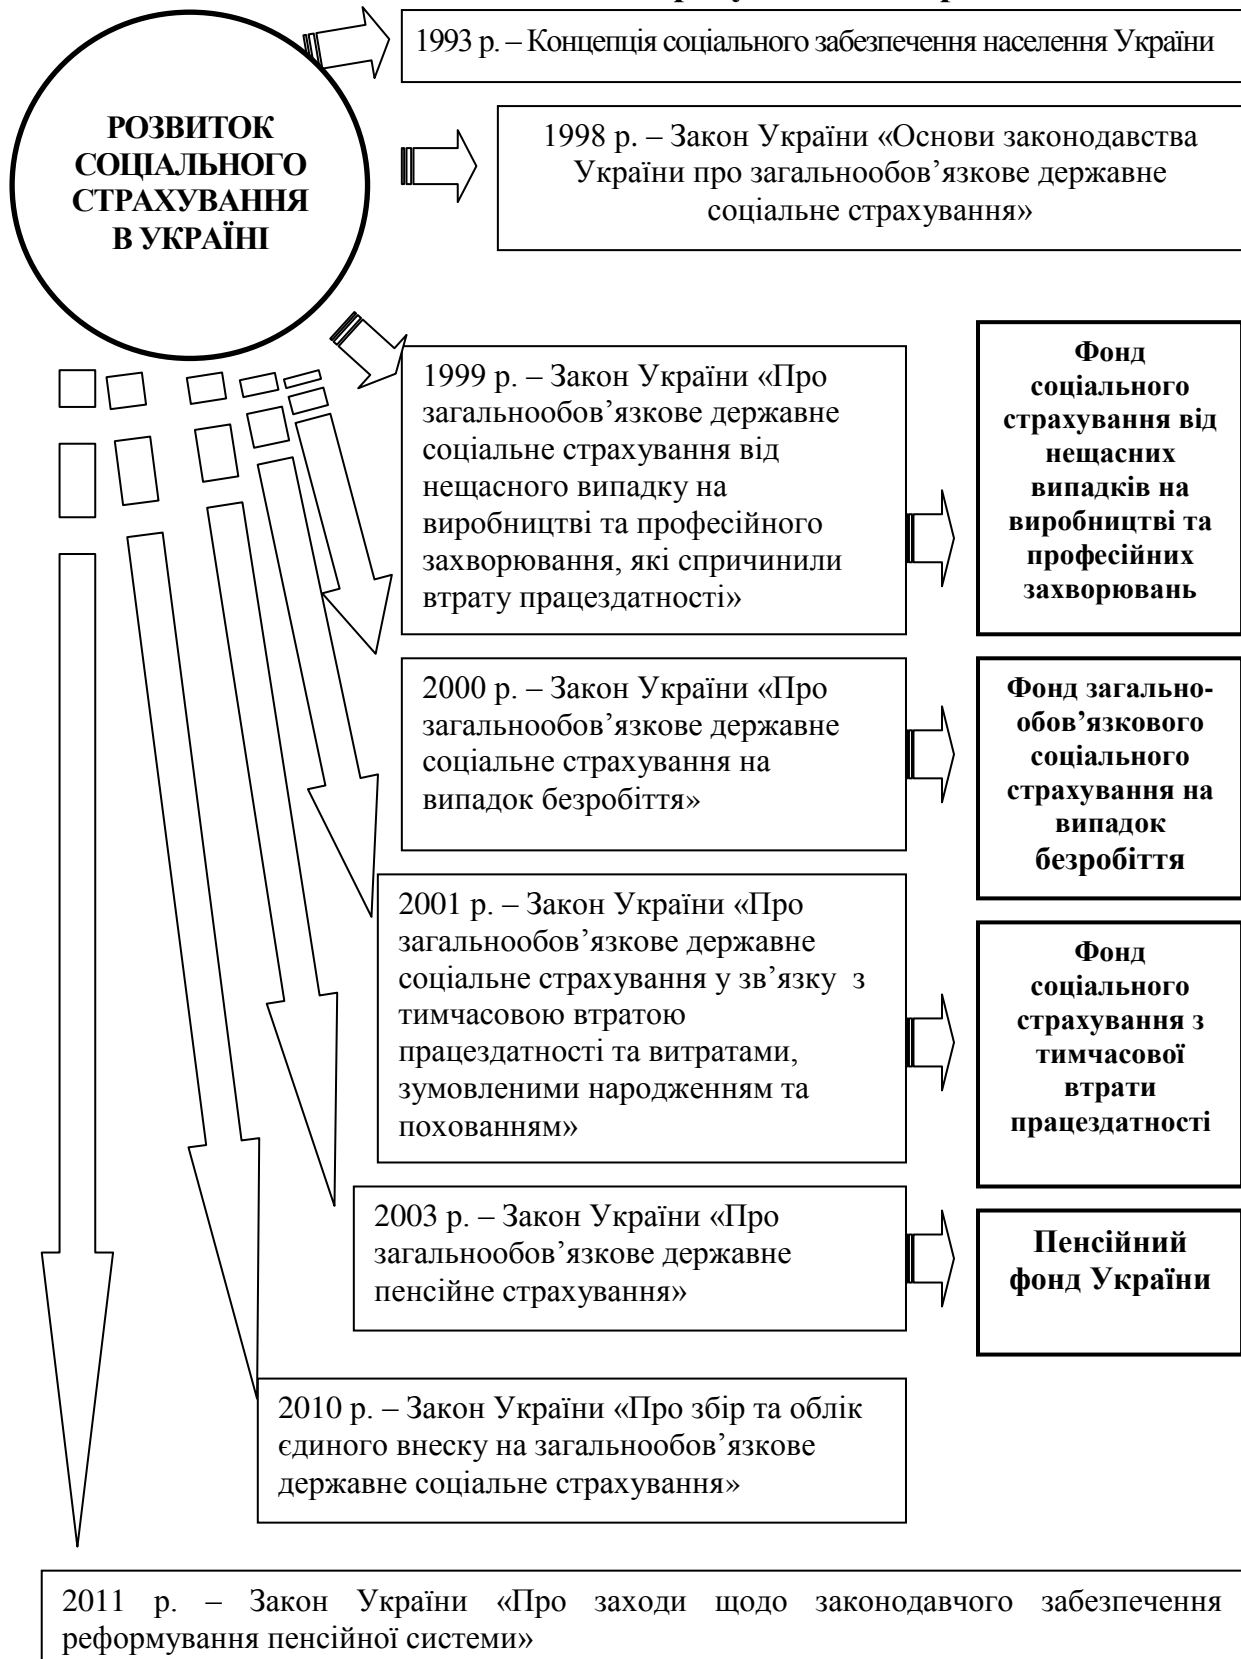 РОЗВИТОК
СОЦІАЛЬНОГО
СТРАХУВАННЯ
В УКРАЇНІ
1993 р. – Концепція соціального забезпечення населення України
1998 р. – Закон України «Основи законодавства
України про загальнообов’язкове державне
соціальне страхування»
1999 р. – Закон України «Про
загальнообов’язкове державне
соціальне страхування від
нещасного випадку на
виробництві та професійного
захворювання, які спричинили
втрату працездатності»
Фонд
соціального
страхування від
нещасних
випадків на
виробництві та
професійних
захворювань
2000 р. – Закон України «Про
загальнообов’язкове державне
соціальне страхування на
випадок безробіття»
Фонд загально-
обов’язкового
соціального
страхування на
випадок
безробіття
2001 р. – Закон України «Про
загальнообов’язкове державне
соціальне страхування у зв’язку з
тимчасовою втратою
працездатності та витратами,
зумовленими народженням та
похованням»
Фонд
соціального
страхування з
тимчасової
втрати
працездатності
2003 р. – Закон України «Про
загальнообов’язкове державне
пенсійне страхування»
Пенсійний
фонд України
2010 р. – Закон України «Про збір та облік
єдиного внеску на загальнообов’язкове
державне соціальне страхування»
2011 р. – Закон України «Про заходи щодо законодавчого забезпечення
реформування пенсійної системи»